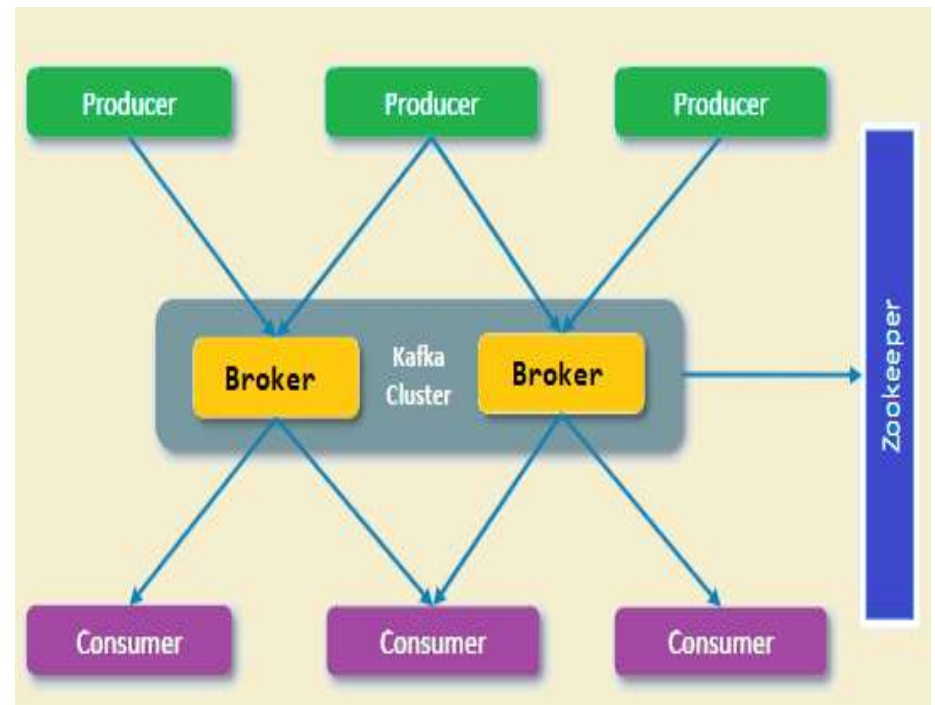 Producer
Producer
Producer
Broker
Kafka
Cluster
Broker
Zookeeper
Consumer
Consumer
Consumer